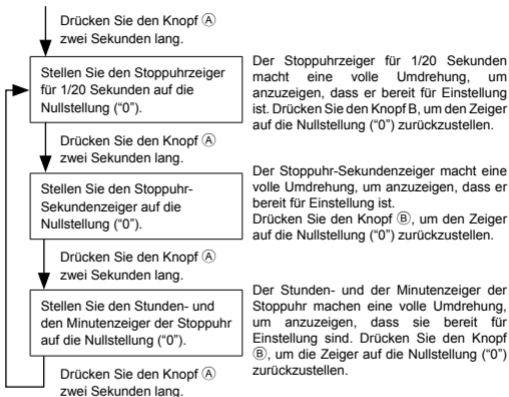 Drücken Sie den Knopf Ⓐ
zwei Sekunden lang.
Stellen Sie den Stoppuhrzeiger
für 1/20 Sekunden auf die
Nullstellung (“0”).
Der Stoppuhrzeiger für 1/20 Sekunden
macht eine volle Umdrehung, um
anzuzeigen, dass er bereit für Einstellung
ist. Drücken Sie den Knopf B, um den Zeiger
auf die Nullstellung (“0”) zurückzustellen.
Drücken Sie den Knopf Ⓐ
zwei Sekunden lang.
Stellen Sie den Stoppuhr-
Sekundenzeiger auf die
Nullstellung (“0”).
Der Stoppuhr-Sekundenzeiger macht eine
volle Umdrehung, um anzuzeigen, dass er
bereit für Einstellung ist.
Drücken Sie den Knopf Ⓑ, um den Zeiger
auf die Nullstellung (“0”) zurückzustellen.
Drücken Sie den Knopf Ⓐ
zwei Sekunden lang.
Stellen Sie den Stunden- und
den Minutenzeiger der Stoppuhr
auf die Nullstellung (“0”).
Der Stunden- und der Minutenzeiger der
Stoppuhr machen eine volle Umdrehung,
um anzuzeigen, dass sie bereit für
Einstellung sind. Drücken Sie den Knopf
Ⓑ, um die Zeiger auf die Nullstellung (“0”)
zurückzustellen.
Drücken Sie den Knopf Ⓐ
zwei Sekunden lang.